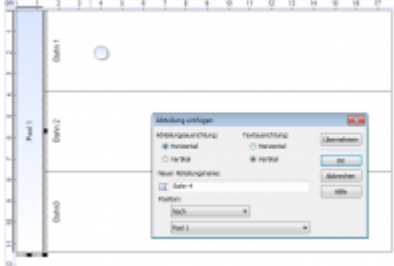 Bahn 1
Pool 1
Bahn 2
Bahn3
Abteilung einfügen
Abteilungsausrichtung:
Textausrichtung:
Horizontal
Horizontal
Vertikal
Vertikal
Neuer Abteilungsname:
Bahn 4
Position:
Nach
Pool 1
Übernehmen
OK
Abbrechen
Hilfe